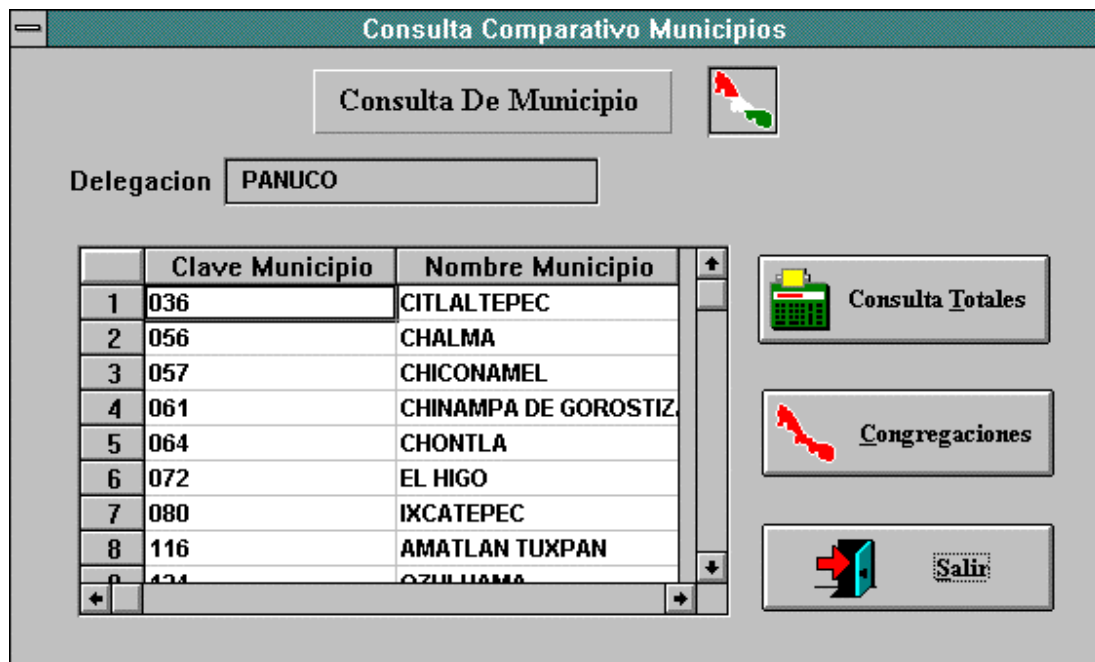 Consulta Comparativo Municipios
Consulta De Municipio
Delegacion PANUCO
Clave Municipio Nombre Municipio
1 036 CITLALTEPEC
2 056 CHALMA
3 057 CHICONAMEL
4 061 CHINAMPA DE GOROSTIZ
5 064 CHONTLA
6 072 EL HIGO
7 080 IXCATEPEC
8 116 AMATLAN TUXPAN
Consulta Totales
Congregaciones
Salir